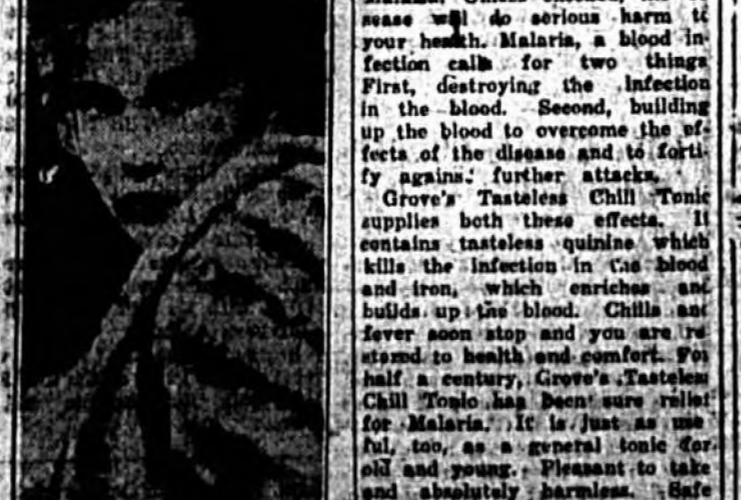 sease will do serious harm to
your health. Malaria, a blood in-
fection calls for two things
First, destroying the infection
in the blood. Second, building
up the blood to overcome the ef-
fects of the disease and to forti-
fy against further attacks.
Grove's Tasteless Chill Tonic
supplies both these effects. It
contains tasteless quinine which
kills the infection in the blood
and iron, which enriches and
builds up the blood. Chills and
fever soon stop and you are re
stored to health and comfort. For
half a century, Grove's Tasteless
Chill Tonic has been sure relief
for Malaria. It is just as use
ful, too, as a general tonic for
old and young. Pleasant to take
and absolutely harmless. Safe